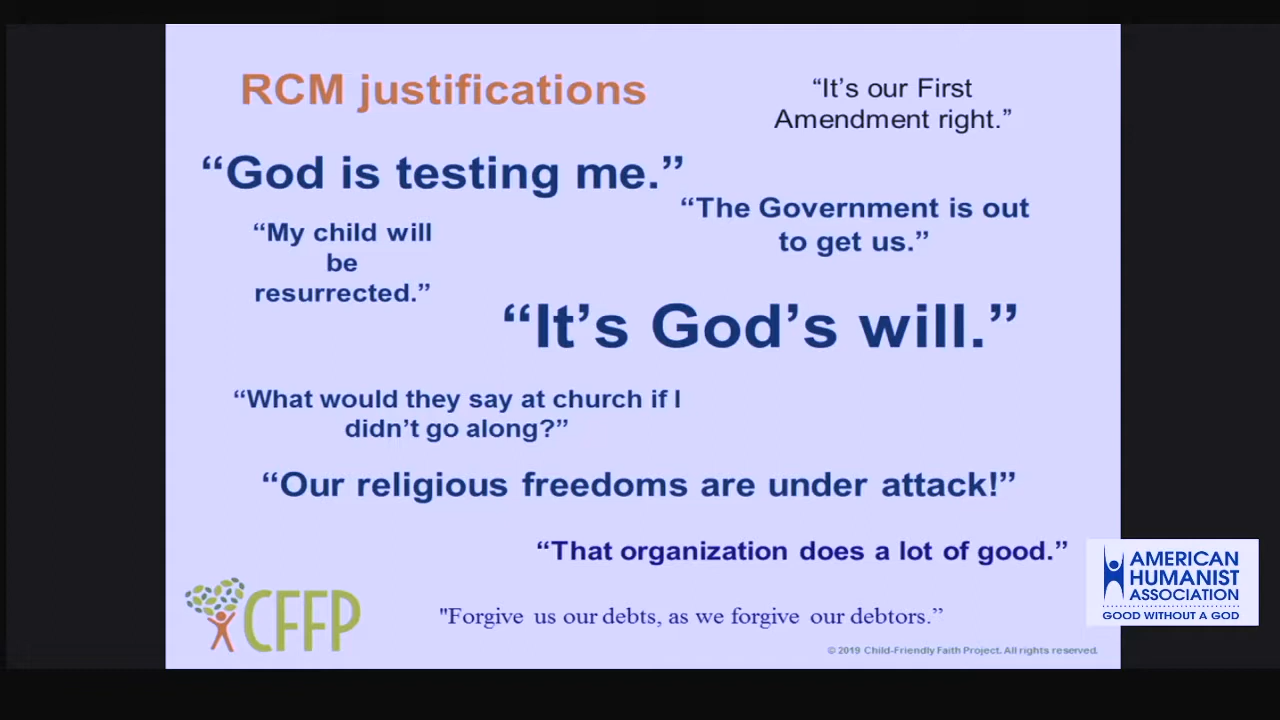 RCM justifications
“It’s our First
Amendment right.”
“God is testing me.”
“The Government is out
to get us.”
“My child will
be
resurrected.”
“It’s God’s will.”
“What would they say at church if I
didn’t go along?”
“Our religious freedoms are under attack!”
“That organization does a lot of good.”
AMERICAN
HUMANIST
ASSOCIATION
GOOD WITHOUT A GOD
CFFP
"Forgive us our debts, as we forgive our debtors.”
© 2019 Child-Friendly Faith Project. All rights reserved.